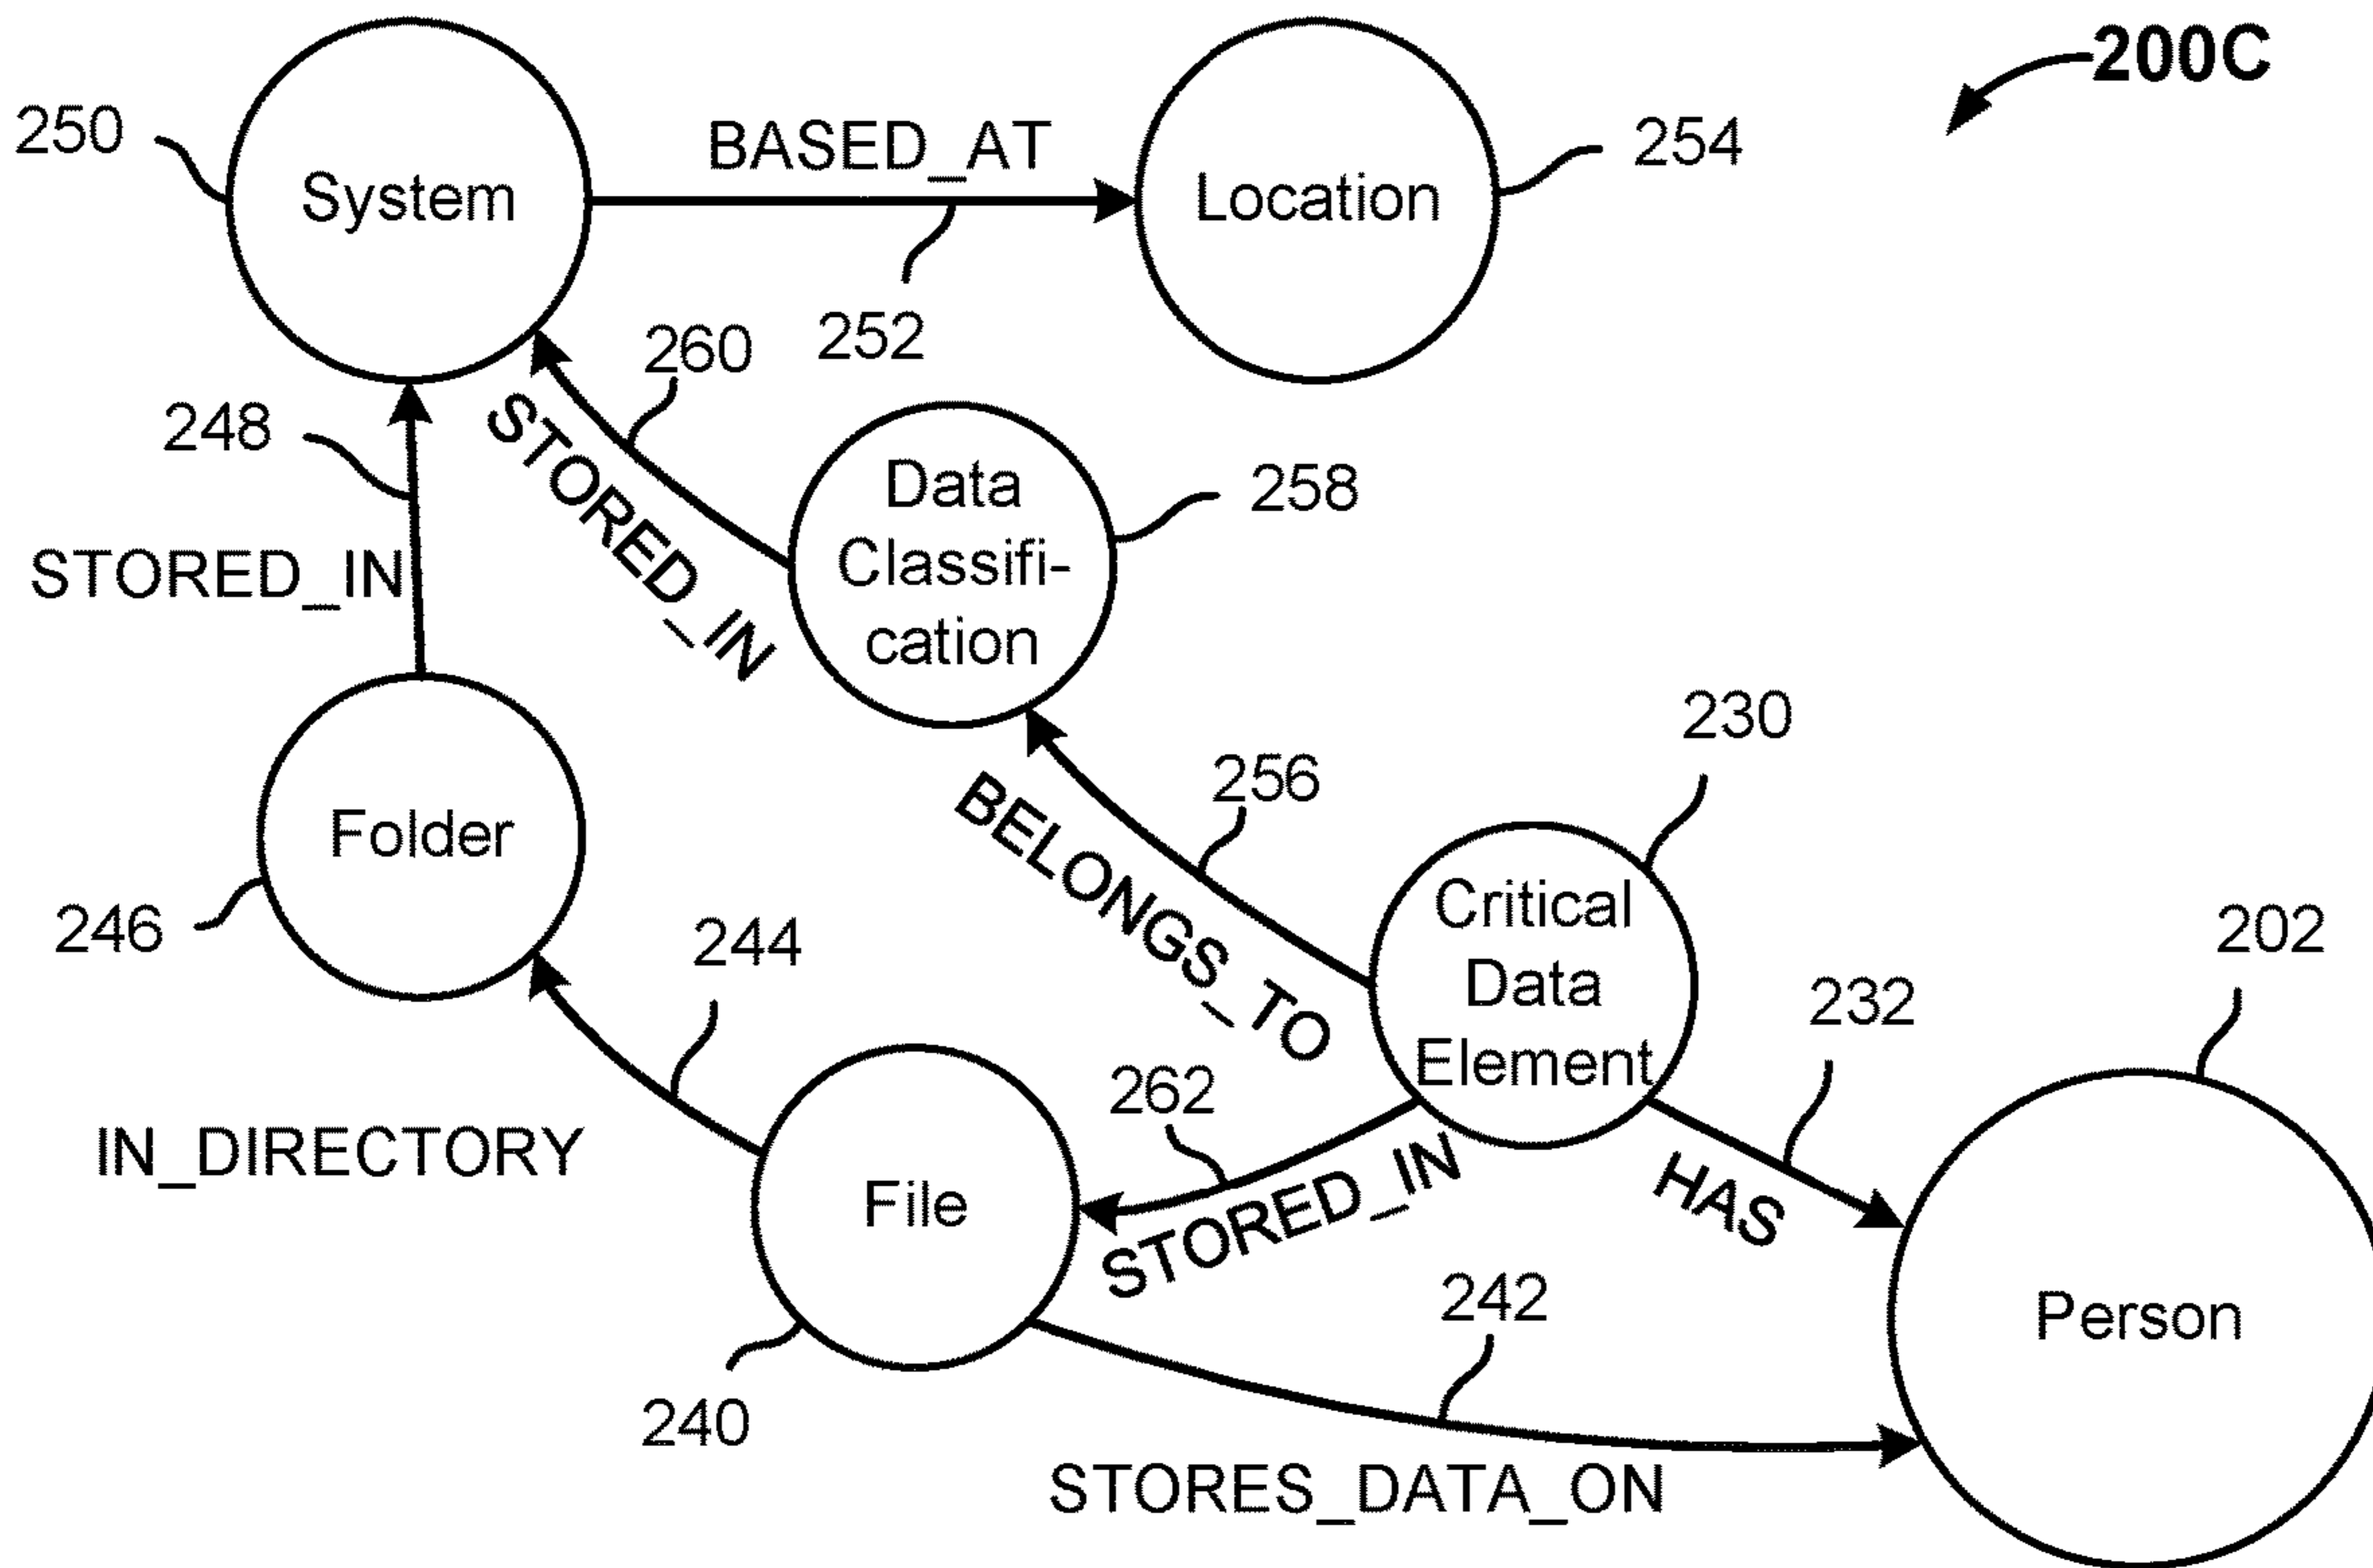 200C
250
System
BASED_AT
Location
254
252
260
248
STORED_IN
STORED_IN
Data
Classifi-
cation
258
230
256
BELONGS_TO
Folder
246
244
Critical
Data
Element
202
232
262
HAS
IN_DIRECTORY
File
STORED_IN
242
Person
240
STORES_DATA_ON